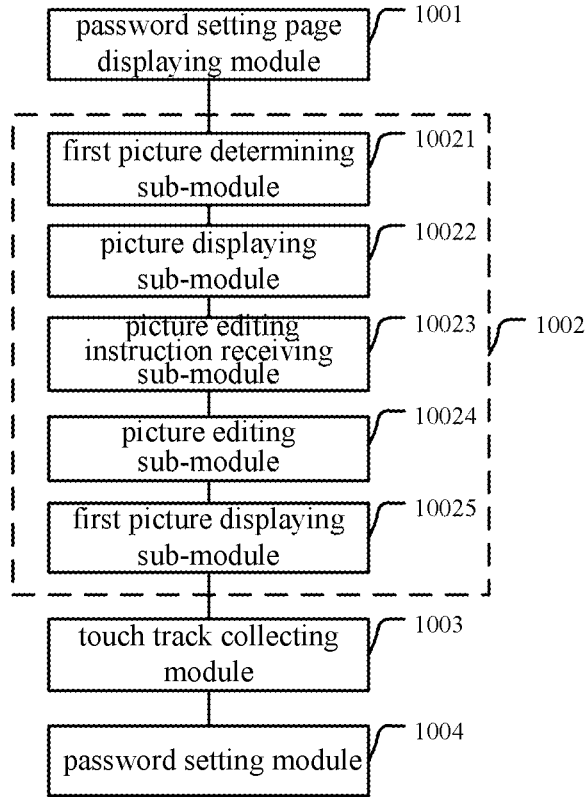 password setting page
displaying module
1001
first picture determining
sub-module
10021
picture displaying
sub-module
10022
picture editing
instruction receiving
sub-module
10023
1002
picture editing
sub-module
10024
first picture displaying
sub-module
10025
touch track collecting
module
1003
password setting module
1004